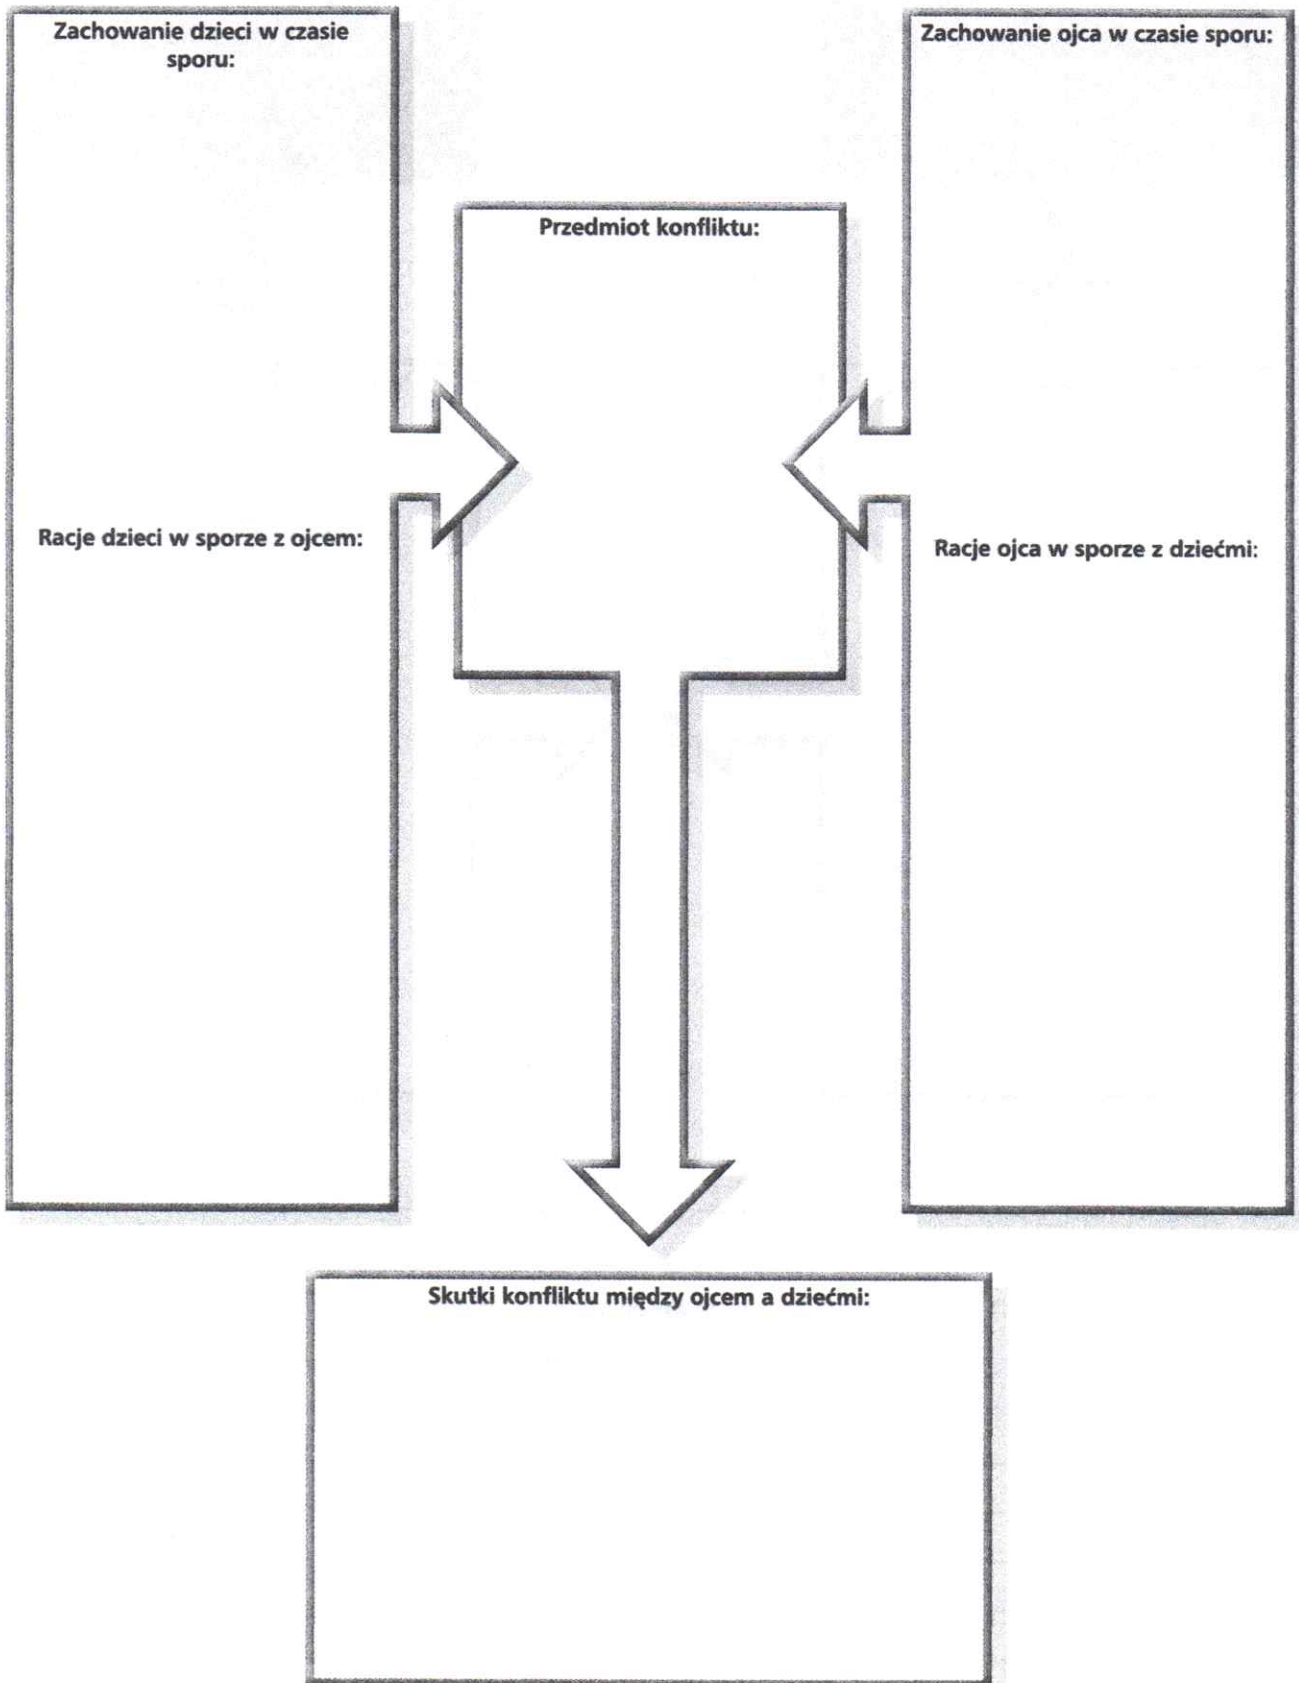 Zachowanie dzieci w czasie
sporu:
Racje dzieci w sporze z ojcem:
Przedmiot konfliktu:
Zachowanie ojca w czasie sporu:
Racje ojca w sporze z dziećmi:
Skutki konfliktu między ojcem a dziećmi: